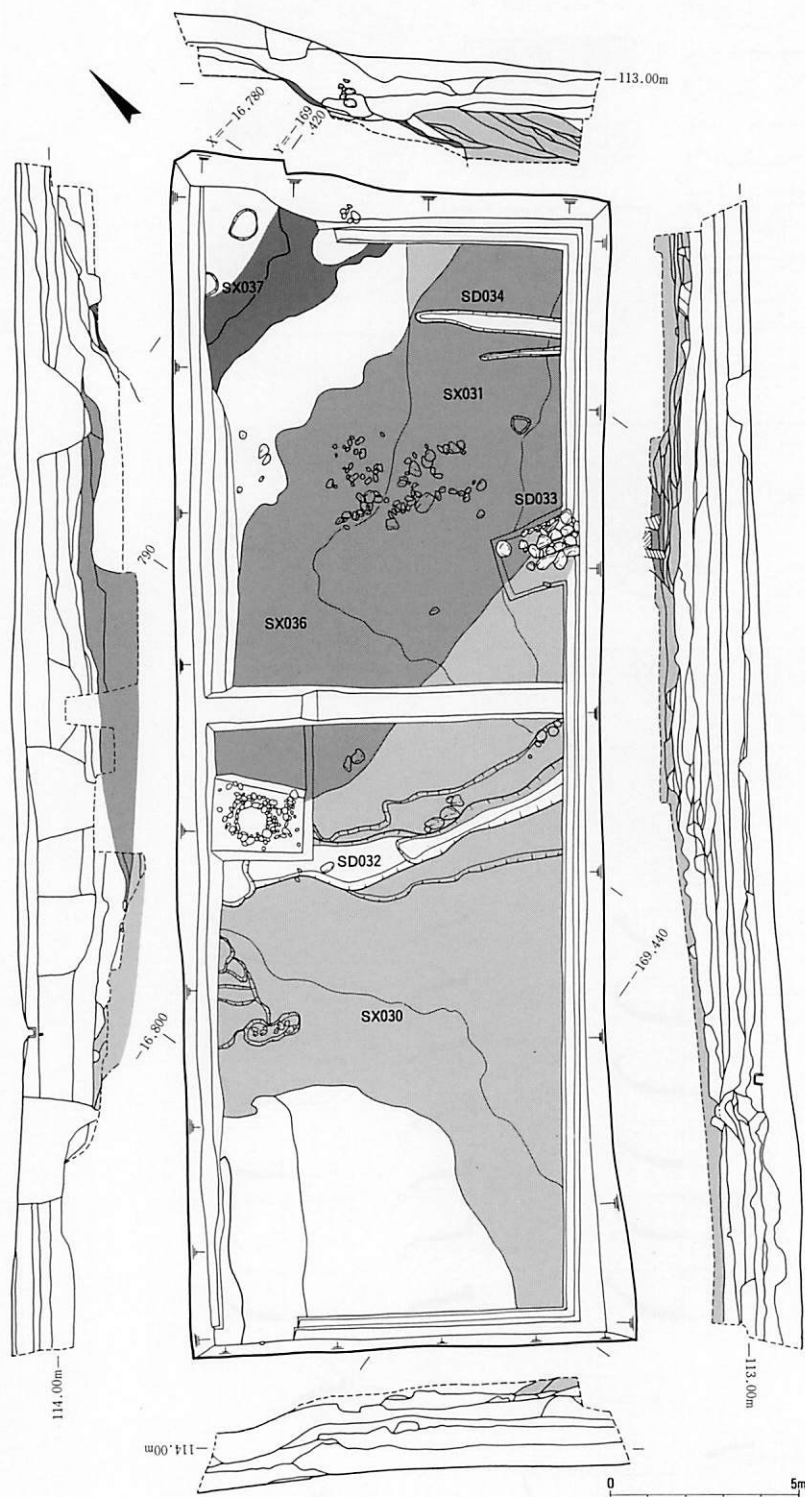 113.00m
X=-16.780
Y=-169
.420
SX037
SD034
SX031
SD033
790
SX036
SD032
-169.440
SX030
-16.800
114.00m
113.00m
114.00m
0 5m